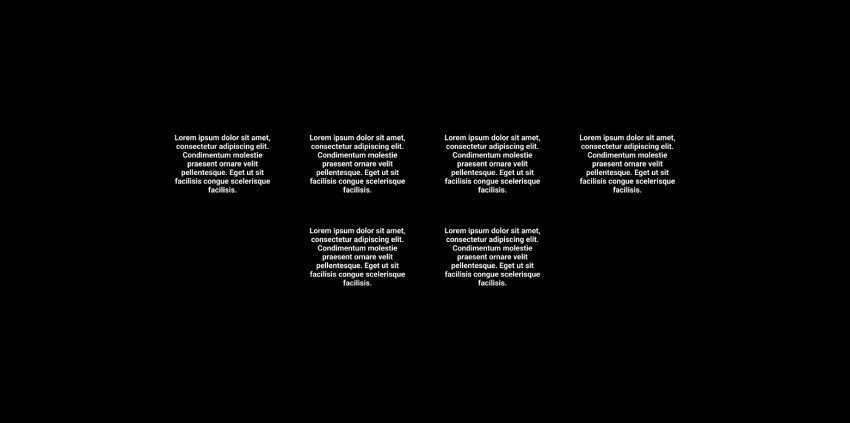 Lorem ipsum dolor sit amet,
consectetur adipiscing elit.
Condimentum molestie
praesent ornare velit
pellentesque. Eget ut sit
facilisis congue scelerisque
facilisis.
Lorem ipsum dolor sit amet,
consectetur adipiscing elit.
Condimentum molestie
praesent ornare velit
pellentesque. Eget ut sit
facilisis congue scelerisque
facilisis.
Lorem ipsum dolor sit amet,
consectetur adipiscing elit.
Condimentum molestie
praesent ornare velit
pellentesque. Eget ut sit
facilisis congue scelerisque
facilisis.
Lorem ipsum dolor sit amet,
consectetur adipiscing elit.
Condimentum molestie
praesent ornare velit
pellentesque. Eget ut sit
facilisis congue scelerisque
facilisis.
Lorem ipsum dolor sit amet,
consectetur adipiscing elit.
Condimentum molestie
praesent ornare velit
pellentesque. Eget ut sit
facilisis congue scelerisque
facilisis.
Lorem ipsum dolor sit amet,
consectetur adipiscing elit.
Condimentum molestie
praesent ornare velit
pellentesque. Eget ut sit
facilisis congue scelerisque
facilisis.